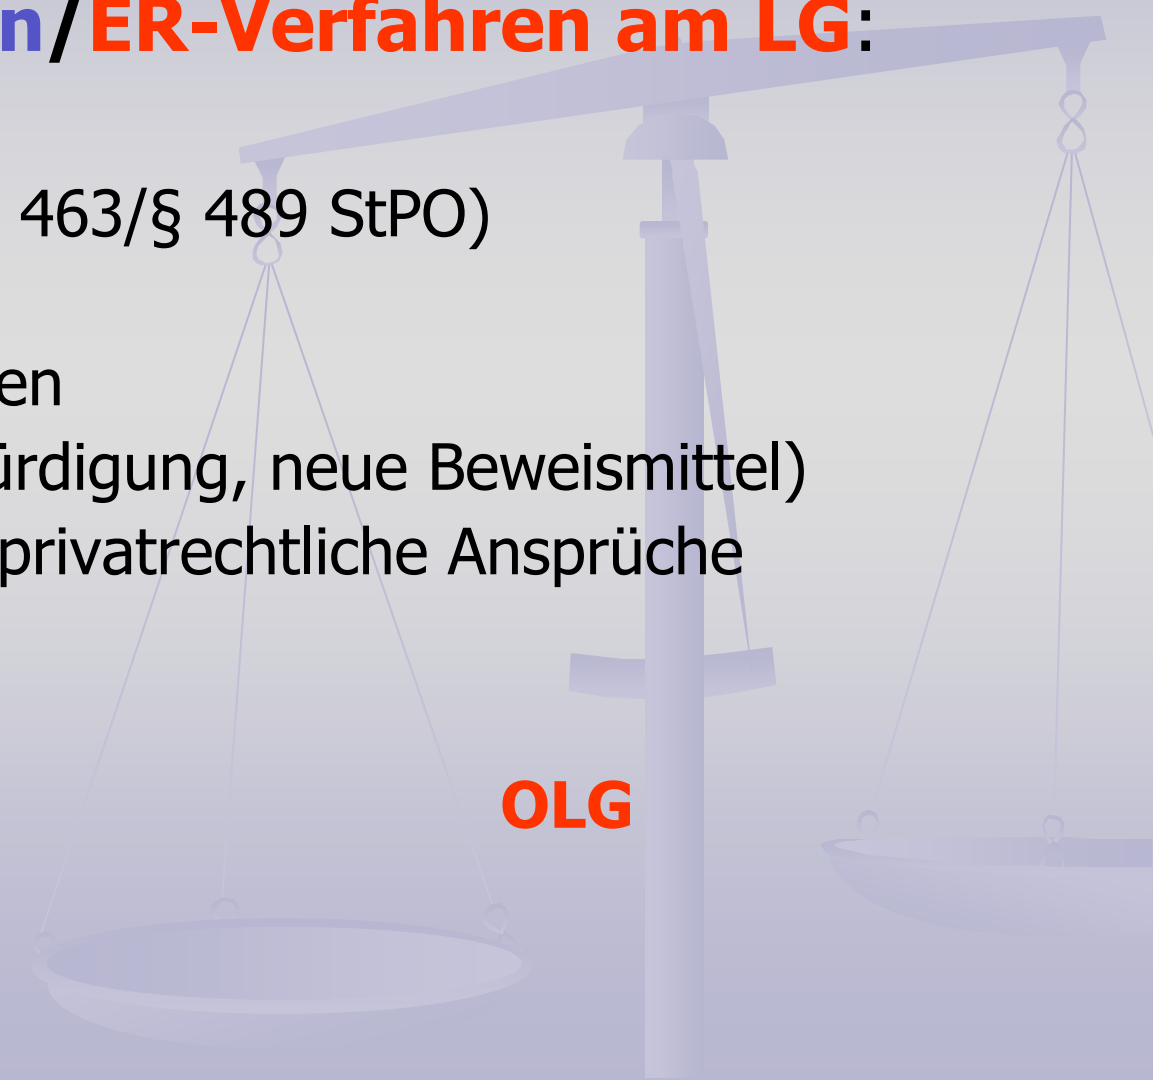 n/ER-Verfahren am LG:
463/§ 489 StPO)
en
ürdigung, neue Beweismittel)
privatrechtliche Ansprüche
OLG